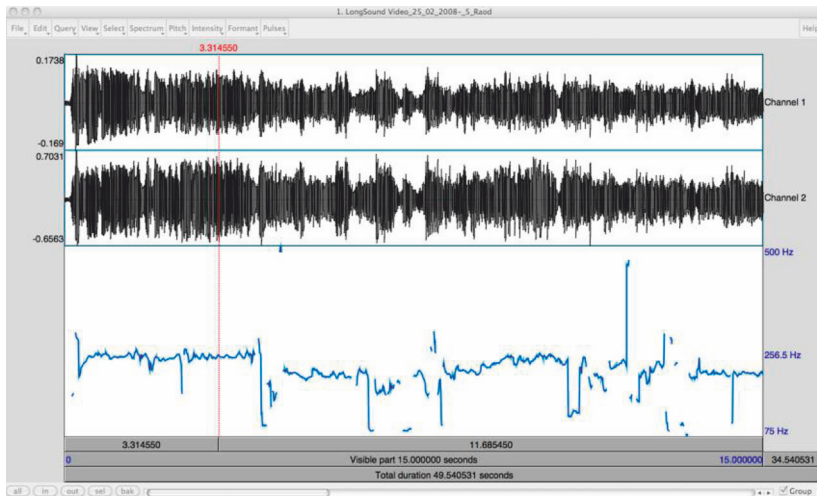 1. LongSound Video_25_02_2008-_S_Raod
File Edit Query View Select Spectrum Pitch Intensity Formant Pulses Help
3.314550
0.1738
Channel 1
-0.169
0.7031
Channel 2
-0.6563
500 Hz
256.5 Hz
75 Hz
3.314550 11.685450
0 Visible part 15.000000 seconds 15.000000 34.540531
Total duration 49.540531 seconds
all in out sel bak Group